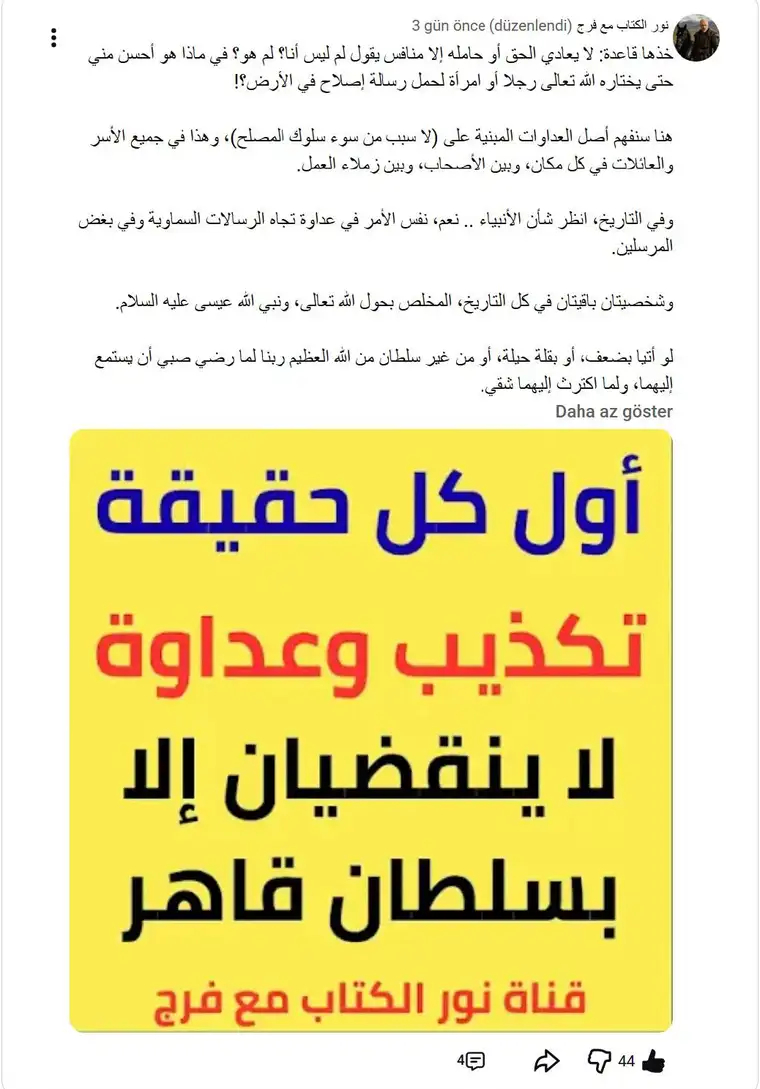 نور الكتاب مع فرج 3 gün önce (düzenlendi)
خذها قاعدة: لا يعادي الحق أو حامله إلا منافس يقول لم ليس أنا؟ لم هو؟ في ماذا هو أحسن مني
حتى يختاره الله تعالى رجلا أو امرأة لحمل رسالة إصلاح في الأرض؟!
هنا سنفهم أصل العداوات المبنية على (لا سبب من سوء سلوك المصلح)، وهذا في جميع الأسر
والعائلات في كل مكان، وبين الأصحاب، وبين زملاء العمل.
وفي التاريخ، انظر شأن الأنبياء .. نعم، نفس الأمر في عداوة تجاه الرسالات السماوية وفي بغض
المرسلين.
وشخصيتان باقيتان في كل التاريخ، المخلص بحول الله تعالى، ونبي الله عيسى عليه السلام.
لو أتيا بضعف، أو بقلة حيلة، أو من غير سلطان من الله العظيم ربنا لما رضي صبي أن يستمع
إليهما، ولما اكترث إليهما شقي.
Daha az göster
أول كل حقيقة
تكذيب وعداوة
لا ينقضيان إلا
بسلطان قاهر
قناة نور الكتاب مع فرج
44
4